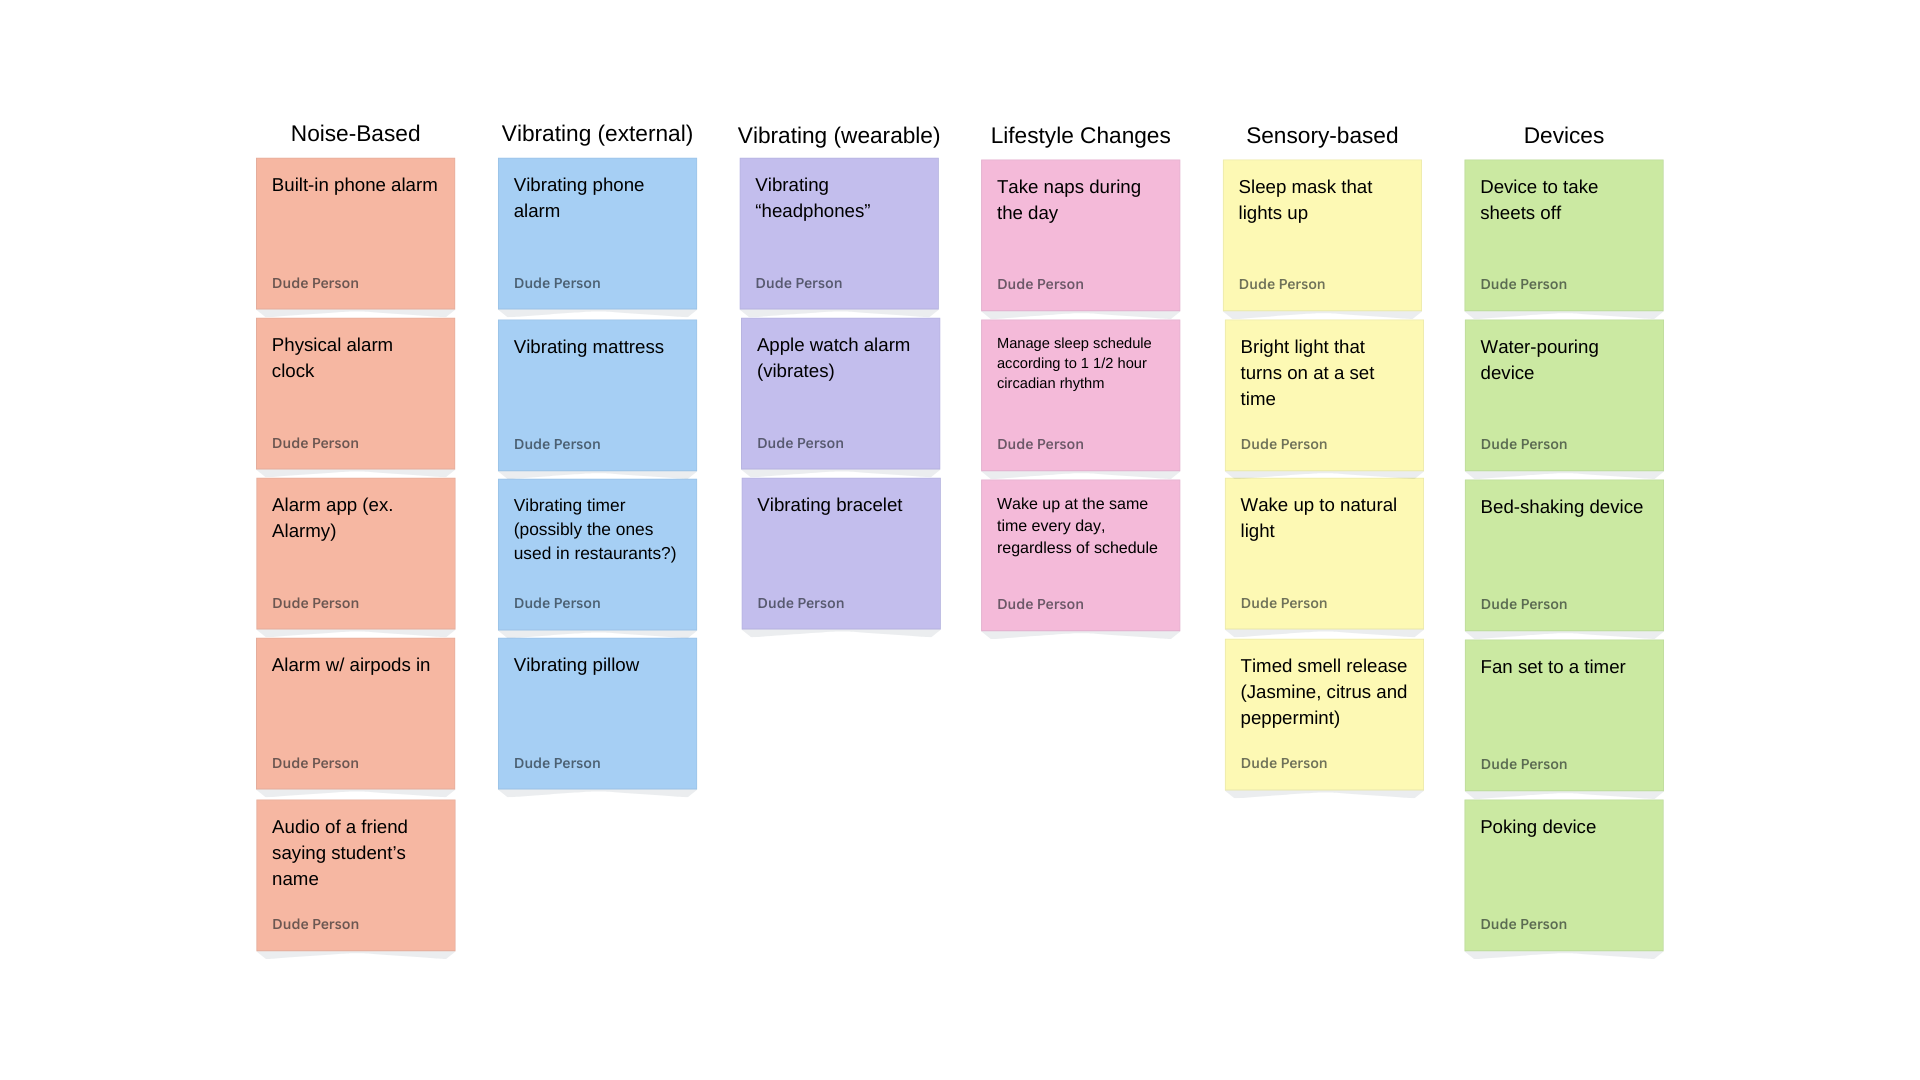 Noise-Based
Built-in phone alarm
Dude Person
Physical alarm
clock
Dude Person
Alarm app (ex.
Alarmy)
Dude Person
Alarm w/ airpods in
Dude Person
Audio of a friend
saying student’s
name
Dude Person
Vibrating (external)
Vibrating phone
alarm
Dude Person
Vibrating mattress
Dude Person
Vibrating timer
(possibly the ones
used in restaurants?)
Dude Person
Vibrating pillow
Dude Person
Vibrating (wearable)
Vibrating
“headphones”
Dude Person
Apple watch alarm
(vibrates)
Dude Person
Vibrating bracelet
Dude Person
Lifestyle Changes
Take naps during
the day
Dude Person
Manage sleep schedule
according to 1 1/2 hour
circadian rhythm
Dude Person
Wake up at the same
time every day,
regardless of schedule
Dude Person
Sensory-based
Sleep mask that
lights up
Dude Person
Bright light that
turns on at a set
time
Dude Person
Wake up to natural
light
Dude Person
Timed smell release
(Jasmine, citrus and
peppermint)
Dude Person
Devices
Device to take
sheets off
Dude Person
Water-pouring
device
Dude Person
Bed-shaking device
Dude Person
Fan set to a timer
Dude Person
Poking device
Dude Person